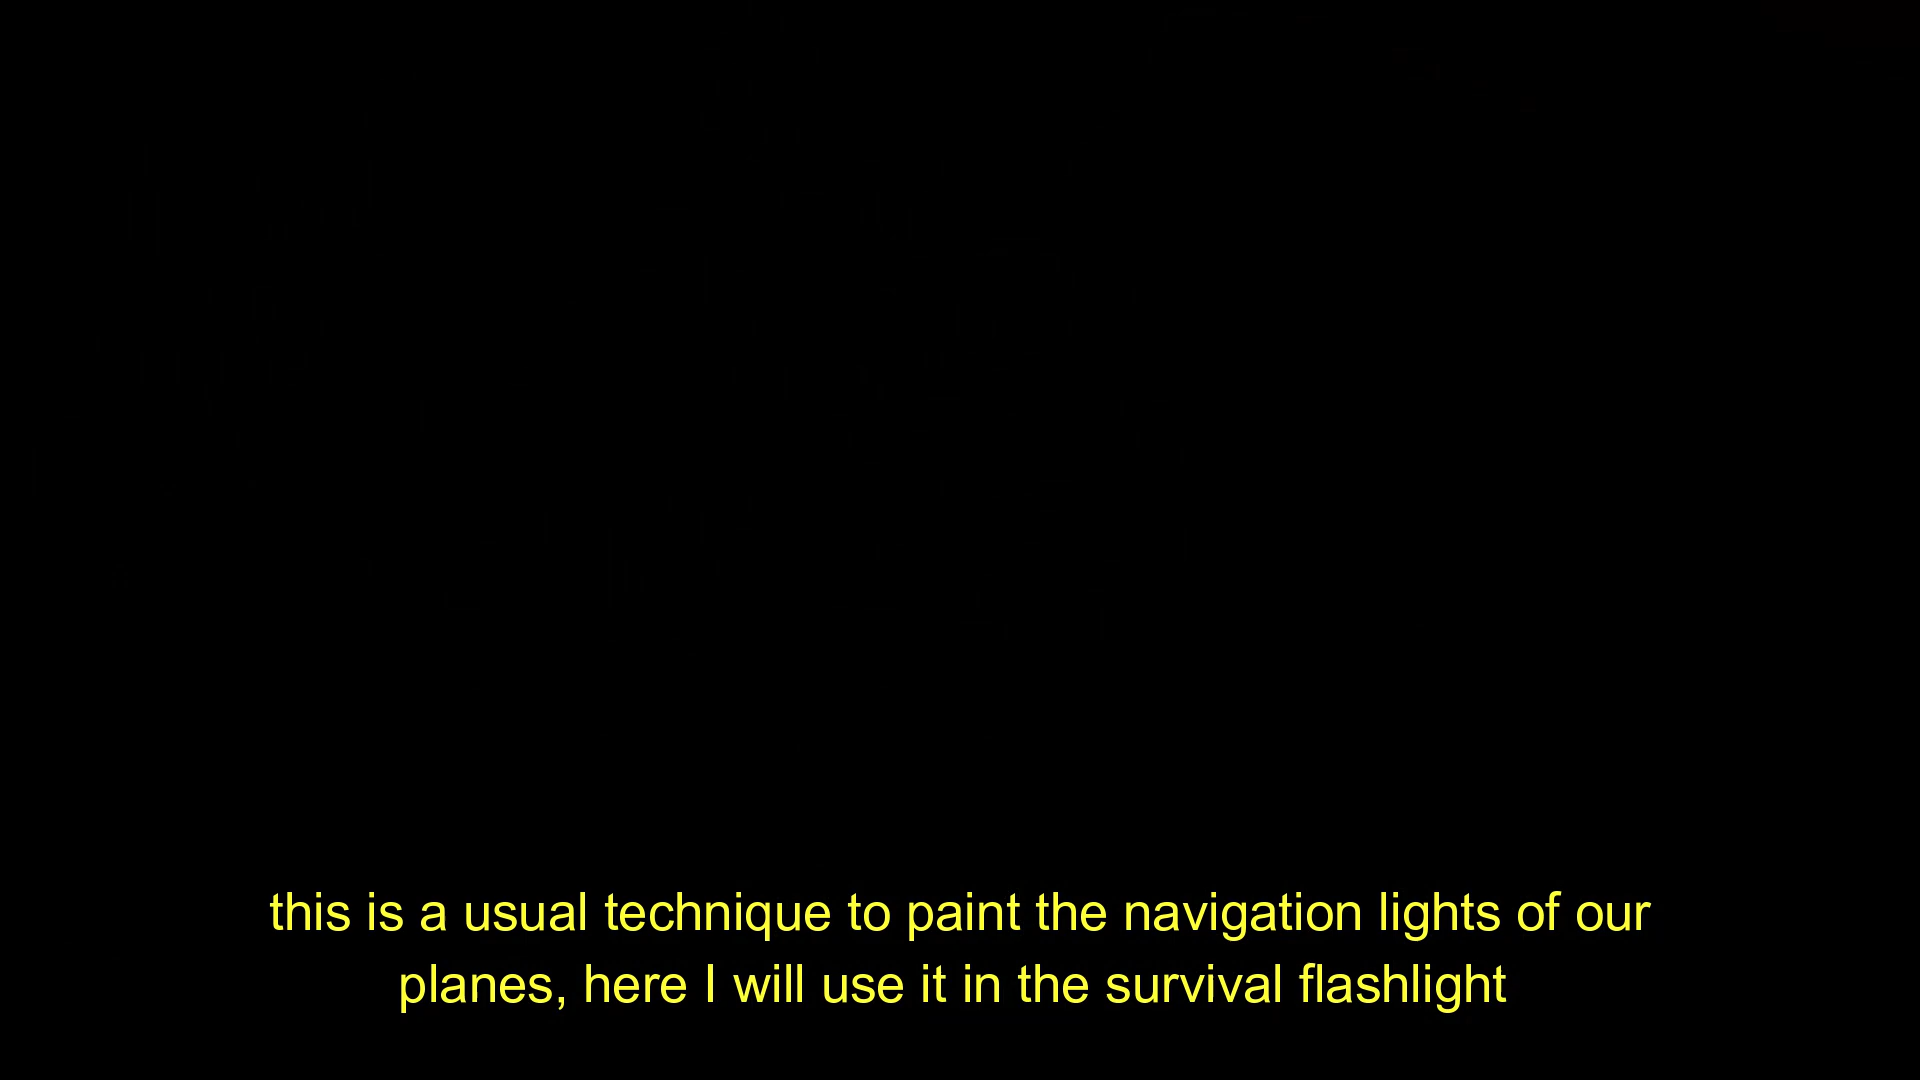 this is a usual technique to paint the navigation lights of our
planes, here I will use it in the survival flashlight